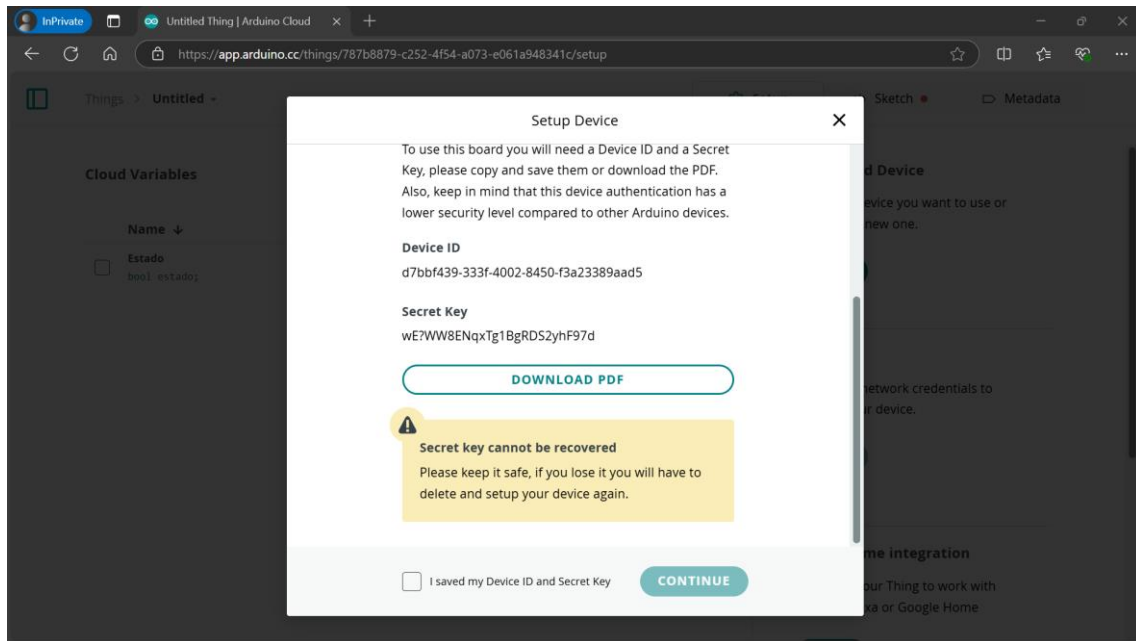 InPrivate
Untitled Thing | Arduino Cloud
https://app.arduino.cc/things/787b8879-c252-4f54-a073-e061a948341c/setup
Things > Untitled
Sketch
Metadata
Setup Device
To use this board you will need a Device ID and a Secret
Key, please copy and save them or download the PDF.
Also, keep in mind that this device authentication has a
lower security level compared to other Arduino devices.
Cloud Variables
d Device
evice you want to use or
new one.
Name
Estado
bool estado;
Device ID
d7bbf439-333f-4002-8450-f3a23389aad5
Secret Key
wE?WW8ENqxTg1BgRDS2yhF97d
DOWNLOAD PDF
network credentials to
r device.
Secret key cannot be recovered
Please keep it safe, if you lose it you will have to
delete and setup your device again.
me integration
our Thing to work with
xa or Google Home
I saved my Device ID and Secret Key
CONTINUE